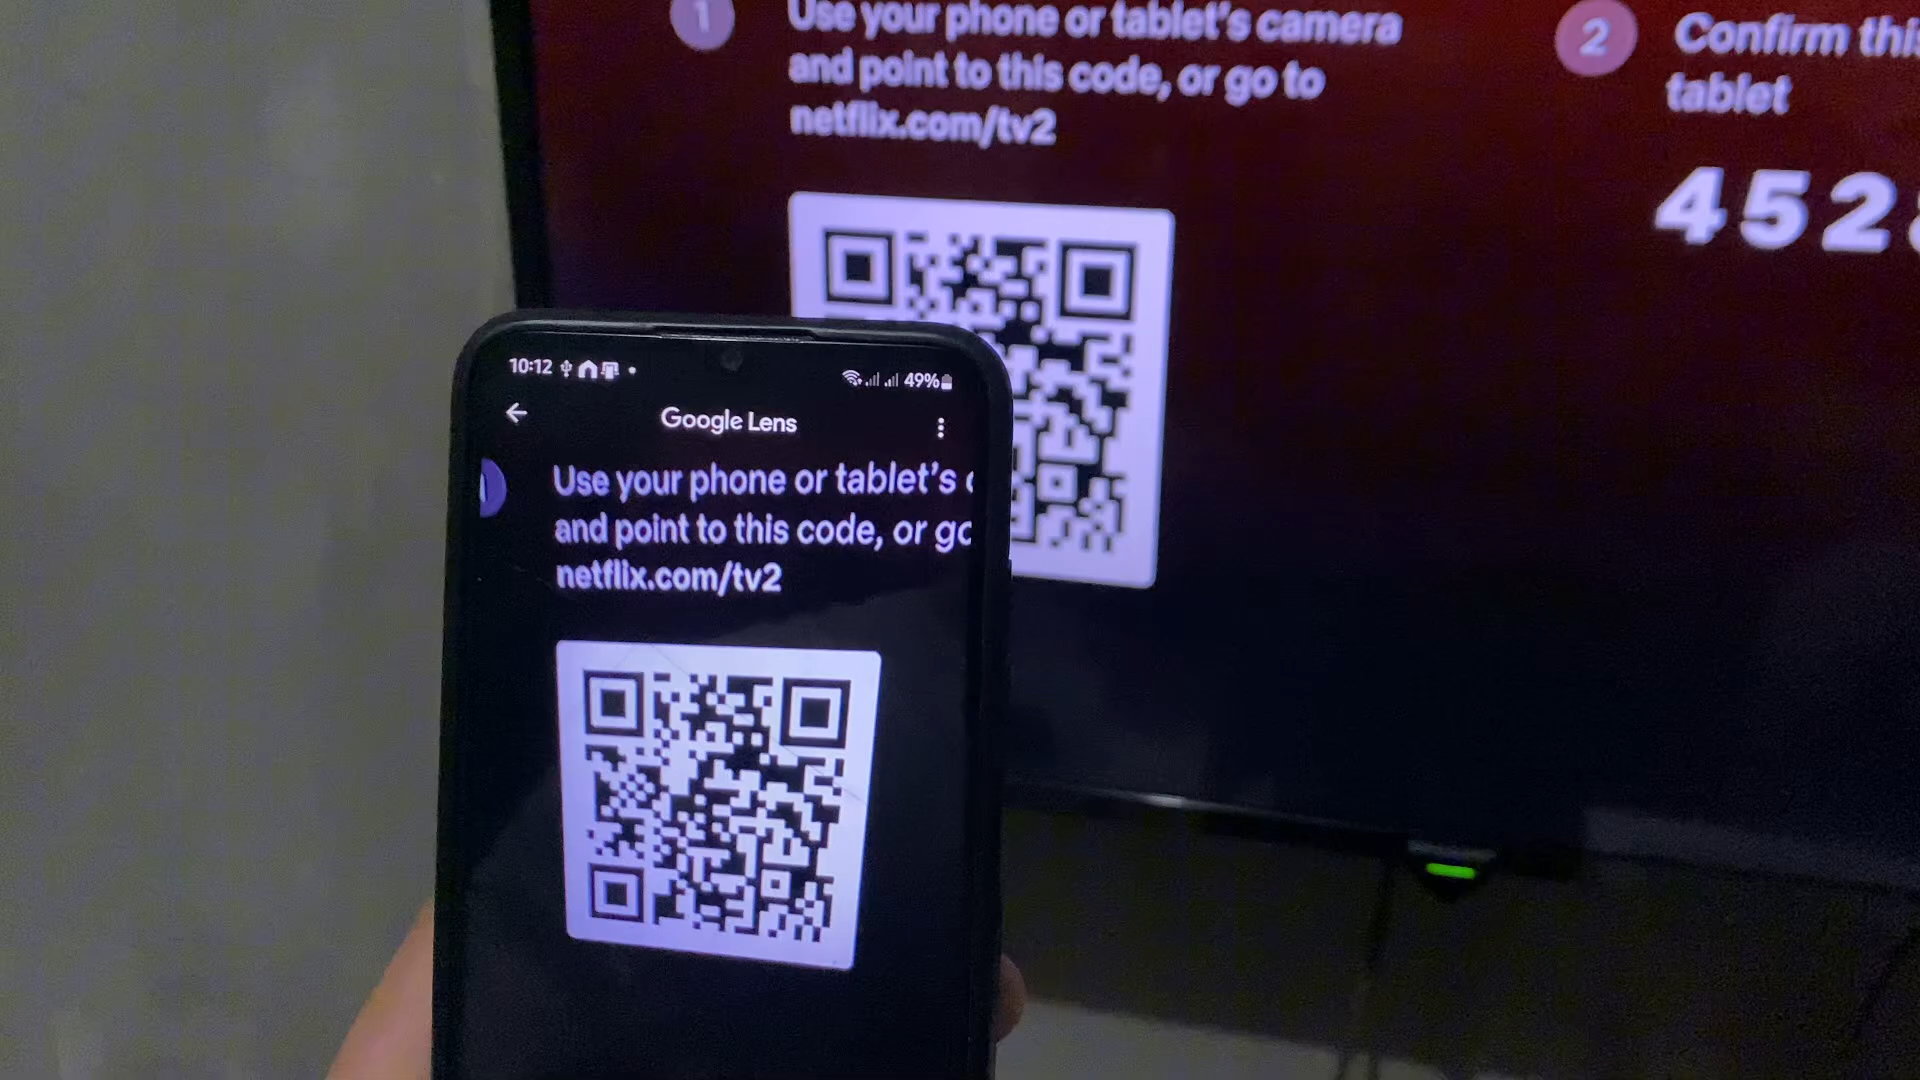 1
Use your phone or tablet's camera
and point to this code, or go to
netflix.com/tv2
2
Confirm this
tablet
452
10:12
49%
Google Lens
Use your phone or tablet's
and point to this code, or go
netflix.com/tv2